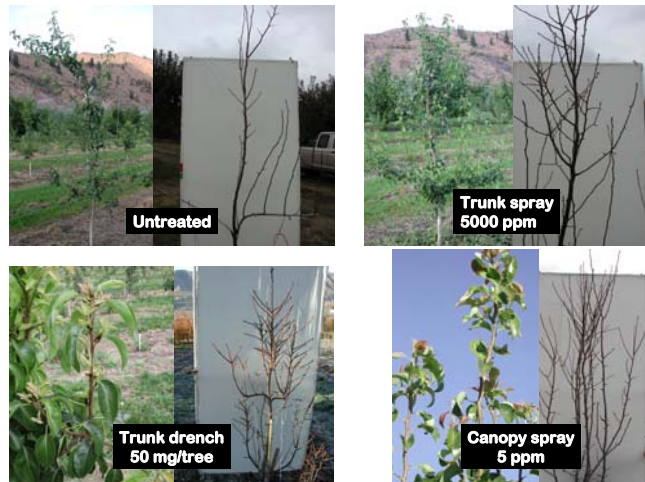 Untreated
Trunk spray
5000 ppm
Trunk drench
50 mg/tree
Canopy spray
5 ppm